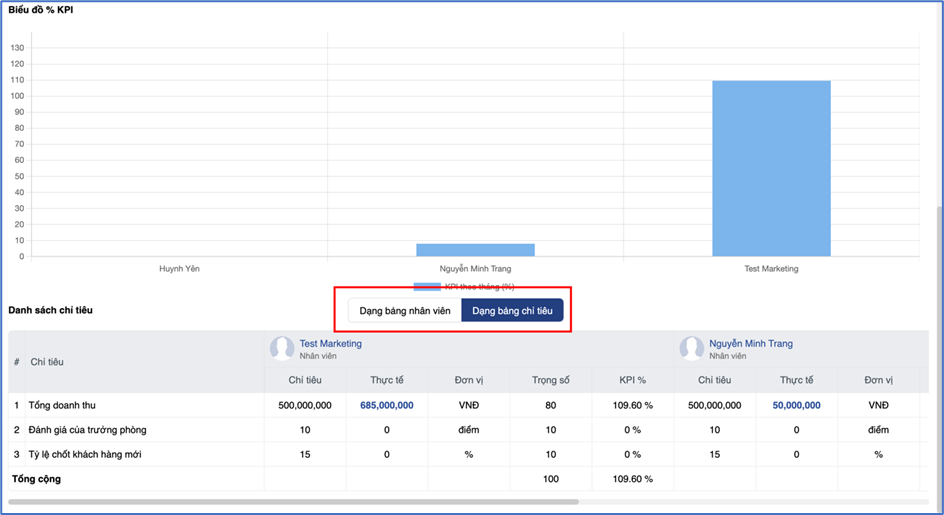 Biểu đồ % KPI
130
120
110
100
90
80
70
60
50
40
30
20
10
0
Huynh Yên Nguyễn Minh Trang Test Marketing
KPI theo tháng (%)
Danh sách chỉ tiêu Dạng bảng nhân viên Dạng bảng chỉ tiêu
# Chỉ tiêu Test Marketing Nguyễn Minh Trang
Nhân viên Nhân viên
Chỉ tiêu Thực tế Đơn vị Trọng số KPI % Chỉ tiêu Thực tế Đơn vị
1 Tổng doanh thu 500,000,000 685,000,000 VNĐ 80 109.60 % 500,000,000 50,000,000 VNĐ
2 Đánh giá của trưởng phòng 10 0 điểm 10 0 % 10 0 điểm
3 Tỷ lệ chốt khách hàng mới 15 0 % 10 0 % 15 0 %
Tổng cộng 100 109.60 %